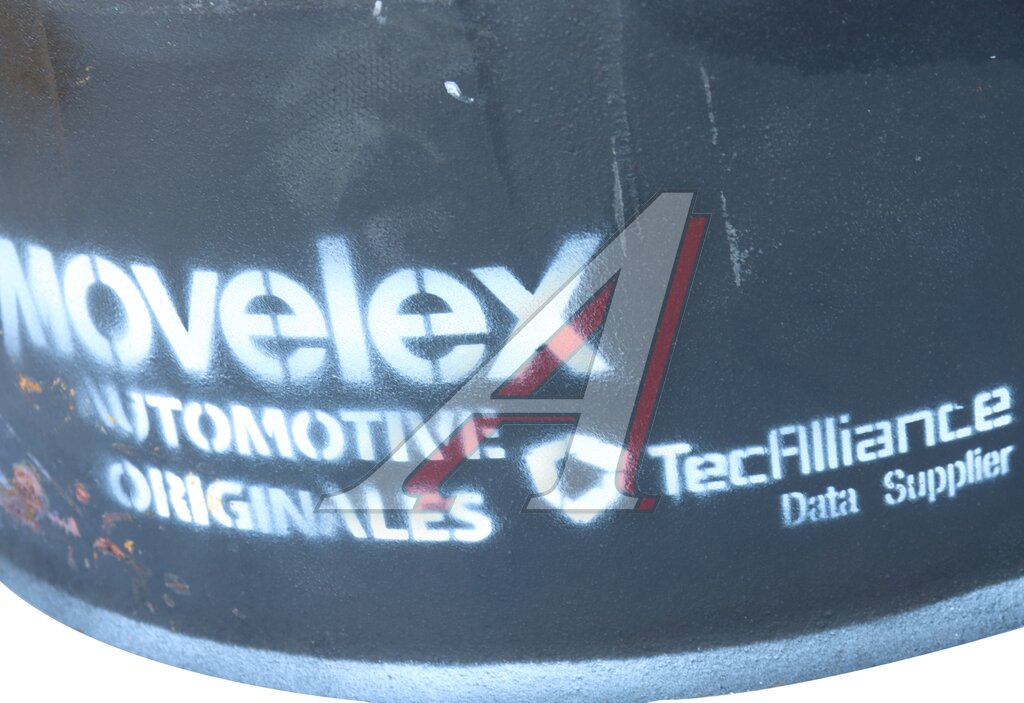 Movelex
AUTOMOTIVE
ORIGINALES
TecAlliance
Data Supplier